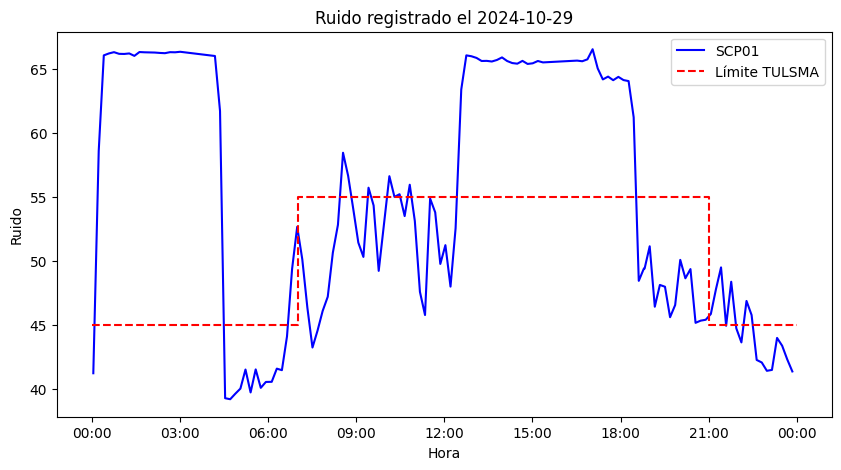 Ruido registrado el 2024-10-29
SCP01
Límite TULSMA
Ruido
65
60
55
50
45
40
00:00 03:00 06:00 09:00 12:00 15:00 18:00 21:00 00:00
Hora